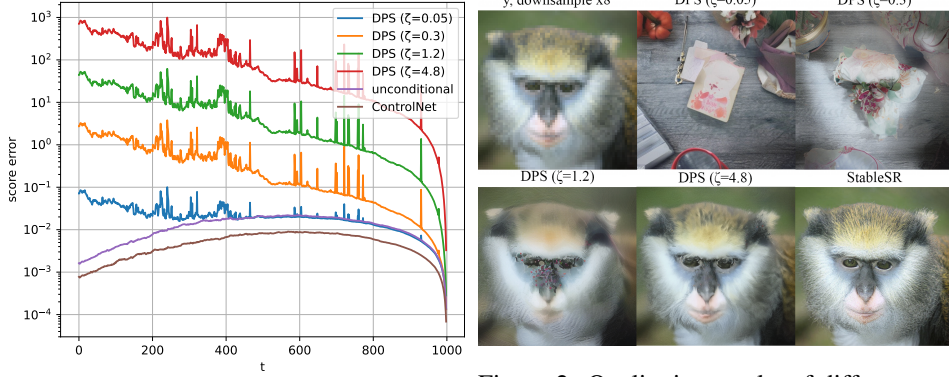 10³
10²
10¹
10⁰
10⁻¹
10⁻²
10⁻³
10⁻⁴
score error
0
200
400
600
800
1000
t
DPS (ζ=0.05)
DPS (ζ=0.3)
DPS (ζ=1.2)
DPS (ζ=4.8)
unconditional
ControlNet
y, downsample x8
DPS (ζ=0.05)
DPS (ζ=0.3)
DPS (ζ=1.2)
DPS (ζ=4.8)
StableSR